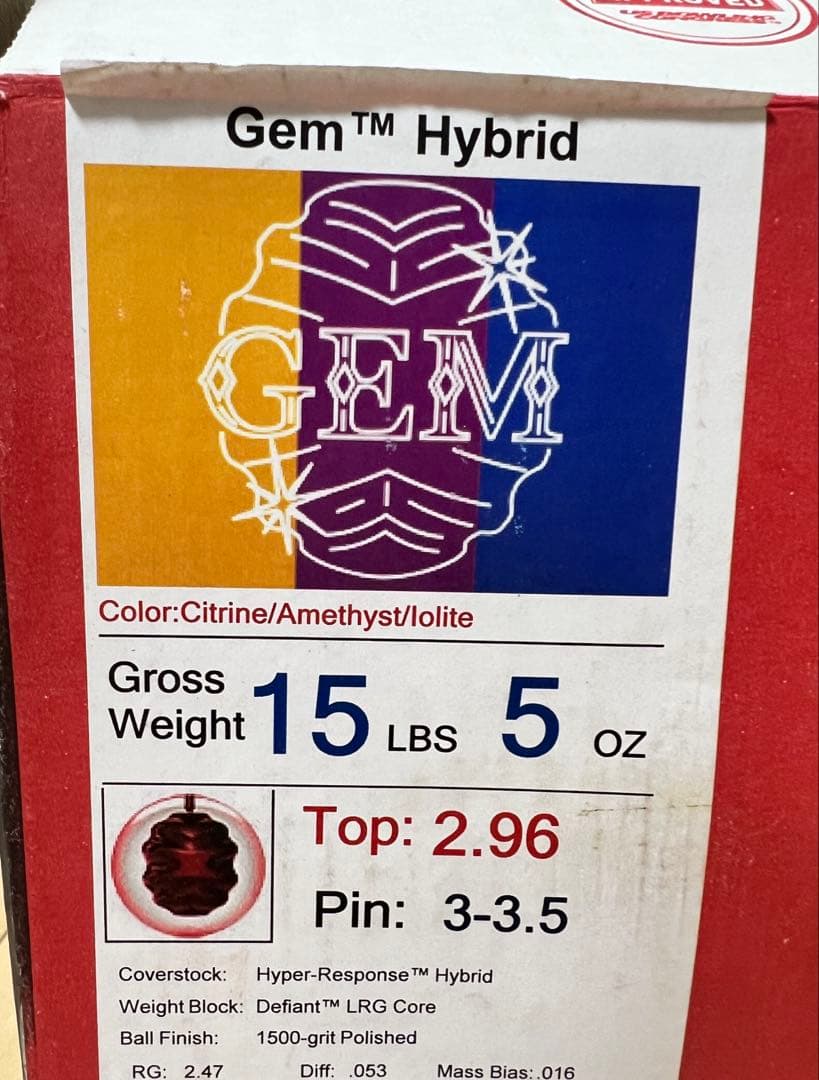 Gem™ Hybrid
GEM
Color:Citrine/Amethyst/Iolite
Gross Weight 15 LBS 5 OZ
Top: 2.96
Pin: 3-3.5
Coverstock: Hyper-Response™ Hybrid
Weight Block: Defiant™ LRG Core
Ball Finish: 1500-grit Polished
RG: 2.47 Diff: .053 Mass Bias:.016